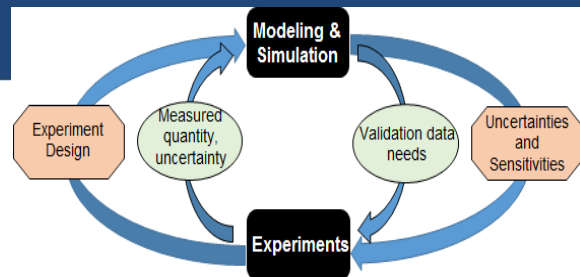 Modeling &
Simulation
Experiment
Design
Measured
quantity,
uncertainty
Validation data
needs
Uncertainties
and
Sensitivities
Experiments